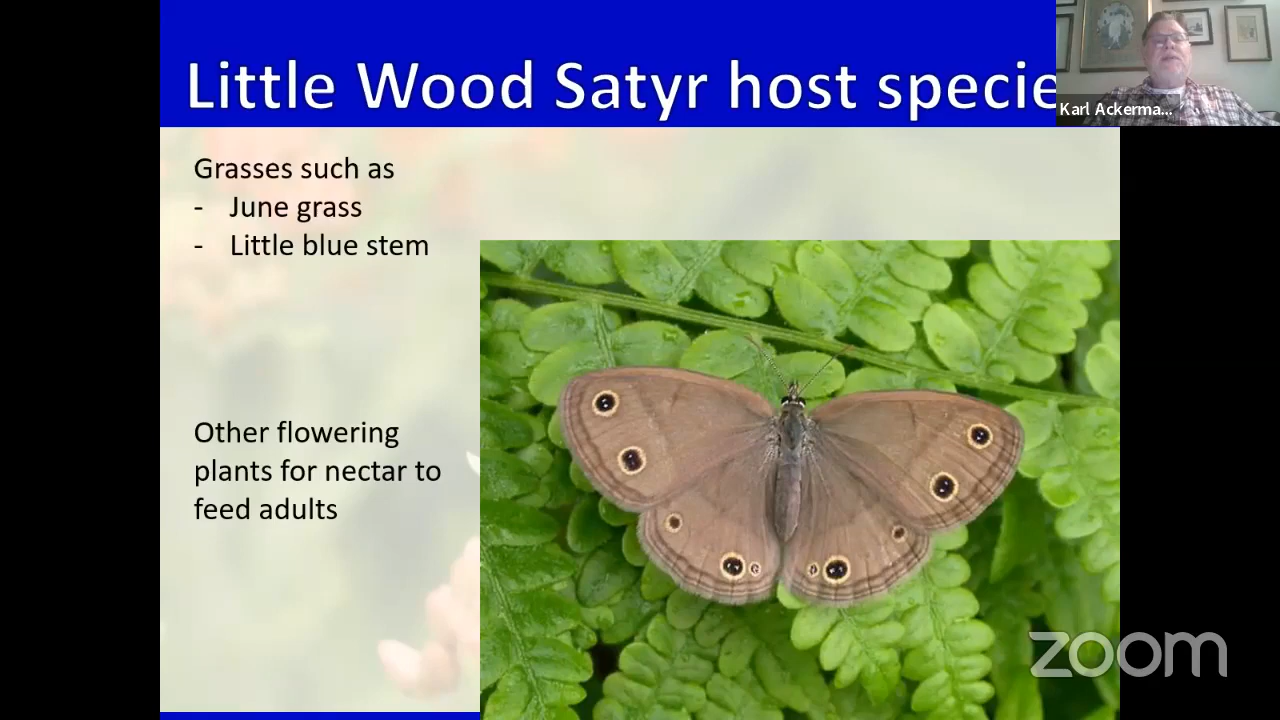 Little Wood Satyr host specie
Karl Ackerma...
Grasses such as
- June grass
- Little blue stem
Other flowering
plants for nectar to
feed adults
zoom